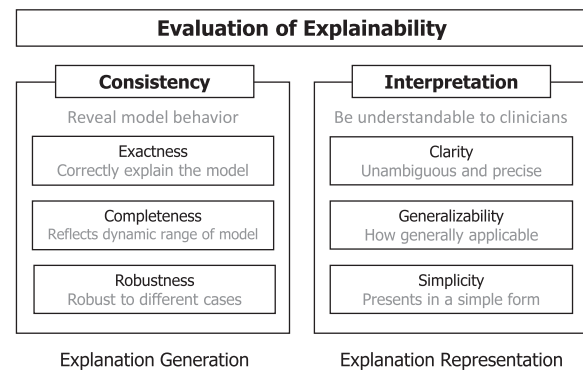 Evaluation of Explainability
Consistency
Reveal model behavior
Exactness
Correctly explain the model
Completeness
Reflects dynamic range of model
Robustness
Robust to different cases
Explanation Generation
Interpretation
Be understandable to clinicians
Clarity
Unambiguous and precise
Generalizability
How generally applicable
Simplicity
Presents in a simple form
Explanation Representation